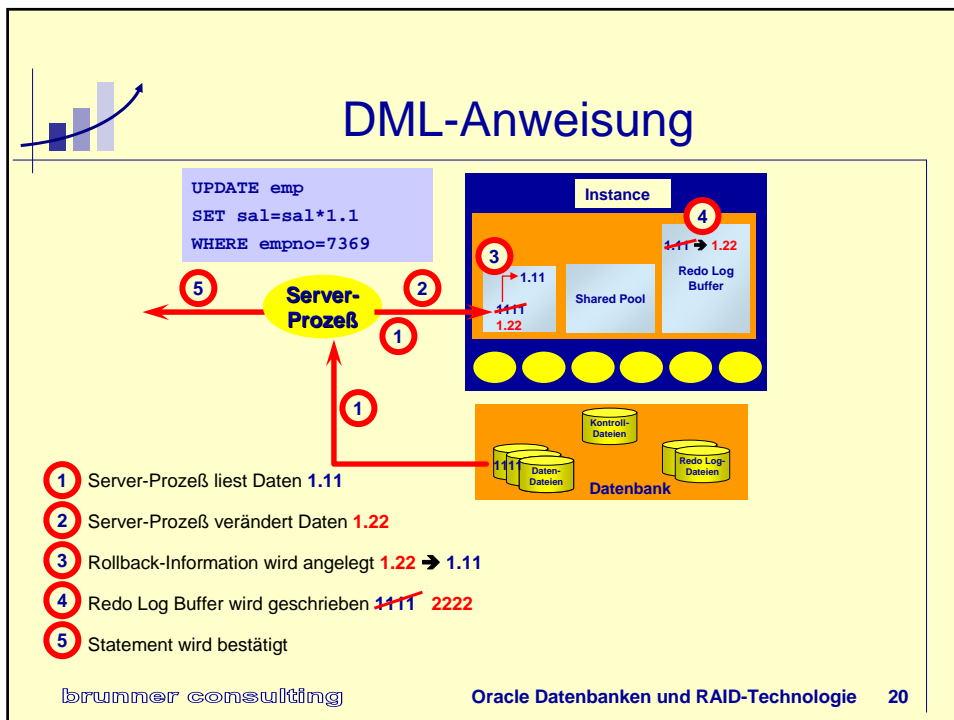 DML-Anweisung
UPDATE emp
SET sal=sal*1.1
WHERE empno=7369
Instance
4
1.11 ➔ 1.22
Redo Log
Buffer
3
1.11
1111
1.22
Shared Pool
5
Server-
Prozeß
2
1
1
Kontroll-
Dateien
1111
Daten-
Dateien
Redo Log-
Dateien
Datenbank
1 Server-Prozeß liest Daten 1.11
2 Server-Prozeß verändert Daten 1.22
3 Rollback-Information wird angelegt 1.22 ➔ 1.11
4 Redo Log Buffer wird geschrieben 1111 2222
5 Statement wird bestätigt
brunner consulting
Oracle Datenbanken und RAID-Technologie 20